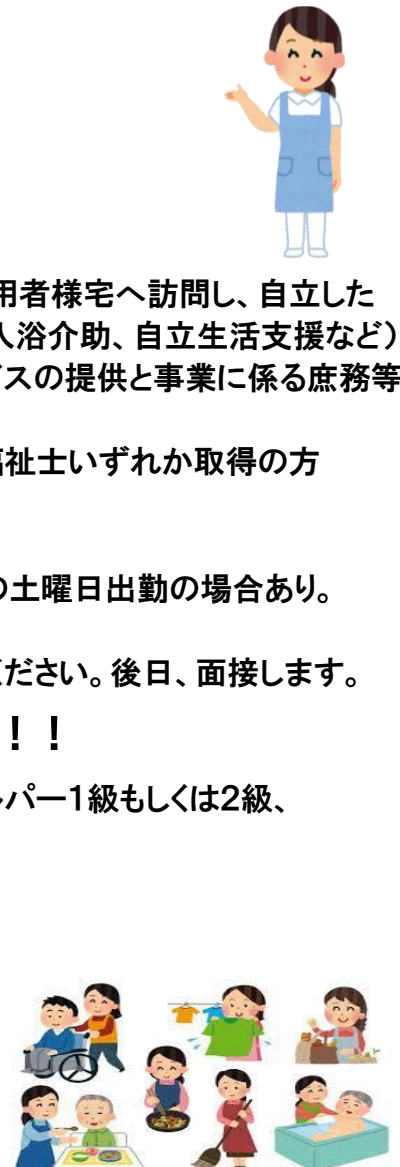 用者様宅へ訪問し、自立した
入浴介助、自立生活支援など）
スの提供と事業に係る庶務等
祉士いずれか取得の方
土曜日出勤の場合あり。
ださい。後日、面接します。
！！
パー1級もしくは2級、